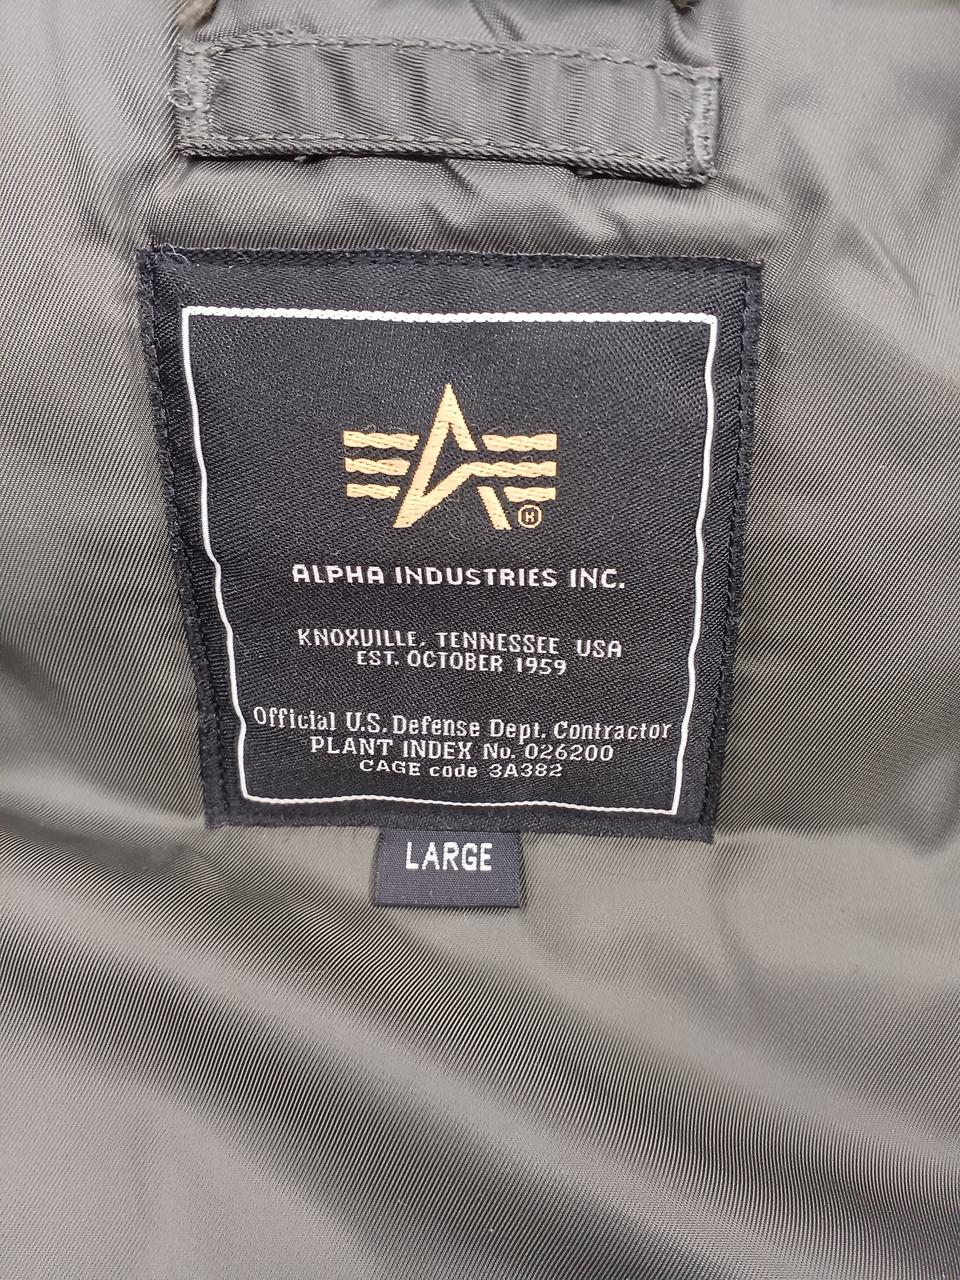 ®
ALPHA INDUSTRIES INC.
KNOXVILLE, TENNESSEE USA
EST. OCTOBER 1959
Official U.S. Defense Dept. Contractor
PLANT INDEX No. 026200
CAGE code 3A382
LARGE